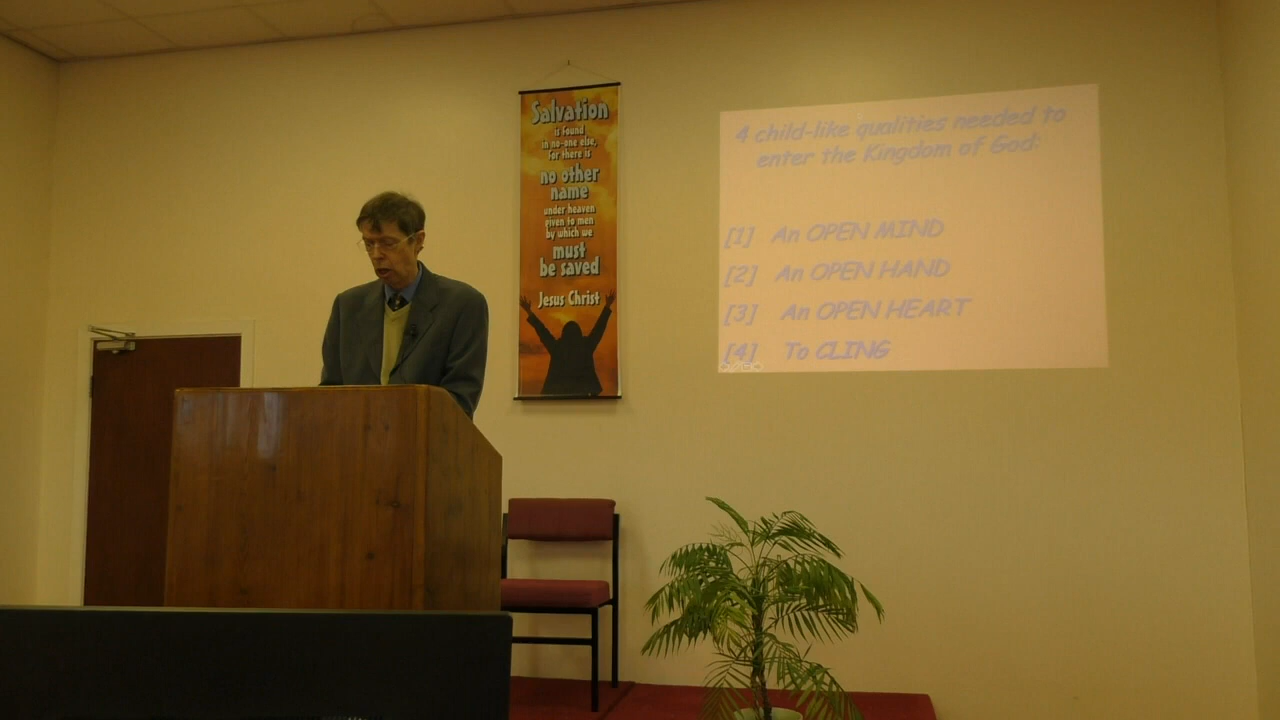 Salvation
is found
in no-one else,
for there is
no other
name
under heaven
given to men
by which we
must
be saved
Jesus Christ
4 child-like qualities needed to
enter the Kingdom of God:
[1] An OPEN MIND
[2] An OPEN HAND
[3] An OPEN HEART
[4] To CLING